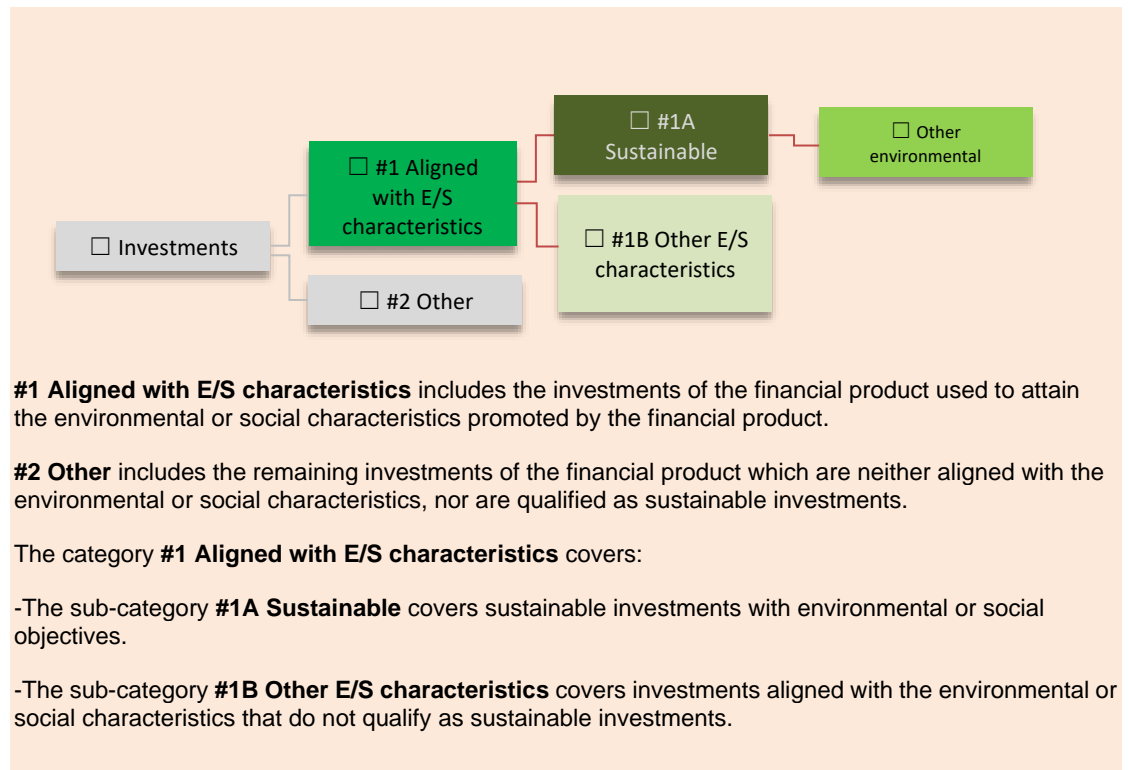 ☐ #1A
Sustainable
☐ Other
environmental
☐ #1 Aligned
with E/S
characteristics
☐ #1B Other E/S
characteristics
☐ Investments
☐ #2 Other
#1 Aligned with E/S characteristics includes the investments of the financial product used to attain
the environmental or social characteristics promoted by the financial product.
#2 Other includes the remaining investments of the financial product which are neither aligned with the
environmental or social characteristics, nor are qualified as sustainable investments.
The category #1 Aligned with E/S characteristics covers:
-The sub-category #1A Sustainable covers sustainable investments with environmental or social
objectives.
-The sub-category #1B Other E/S characteristics covers investments aligned with the environmental or
social characteristics that do not qualify as sustainable investments.